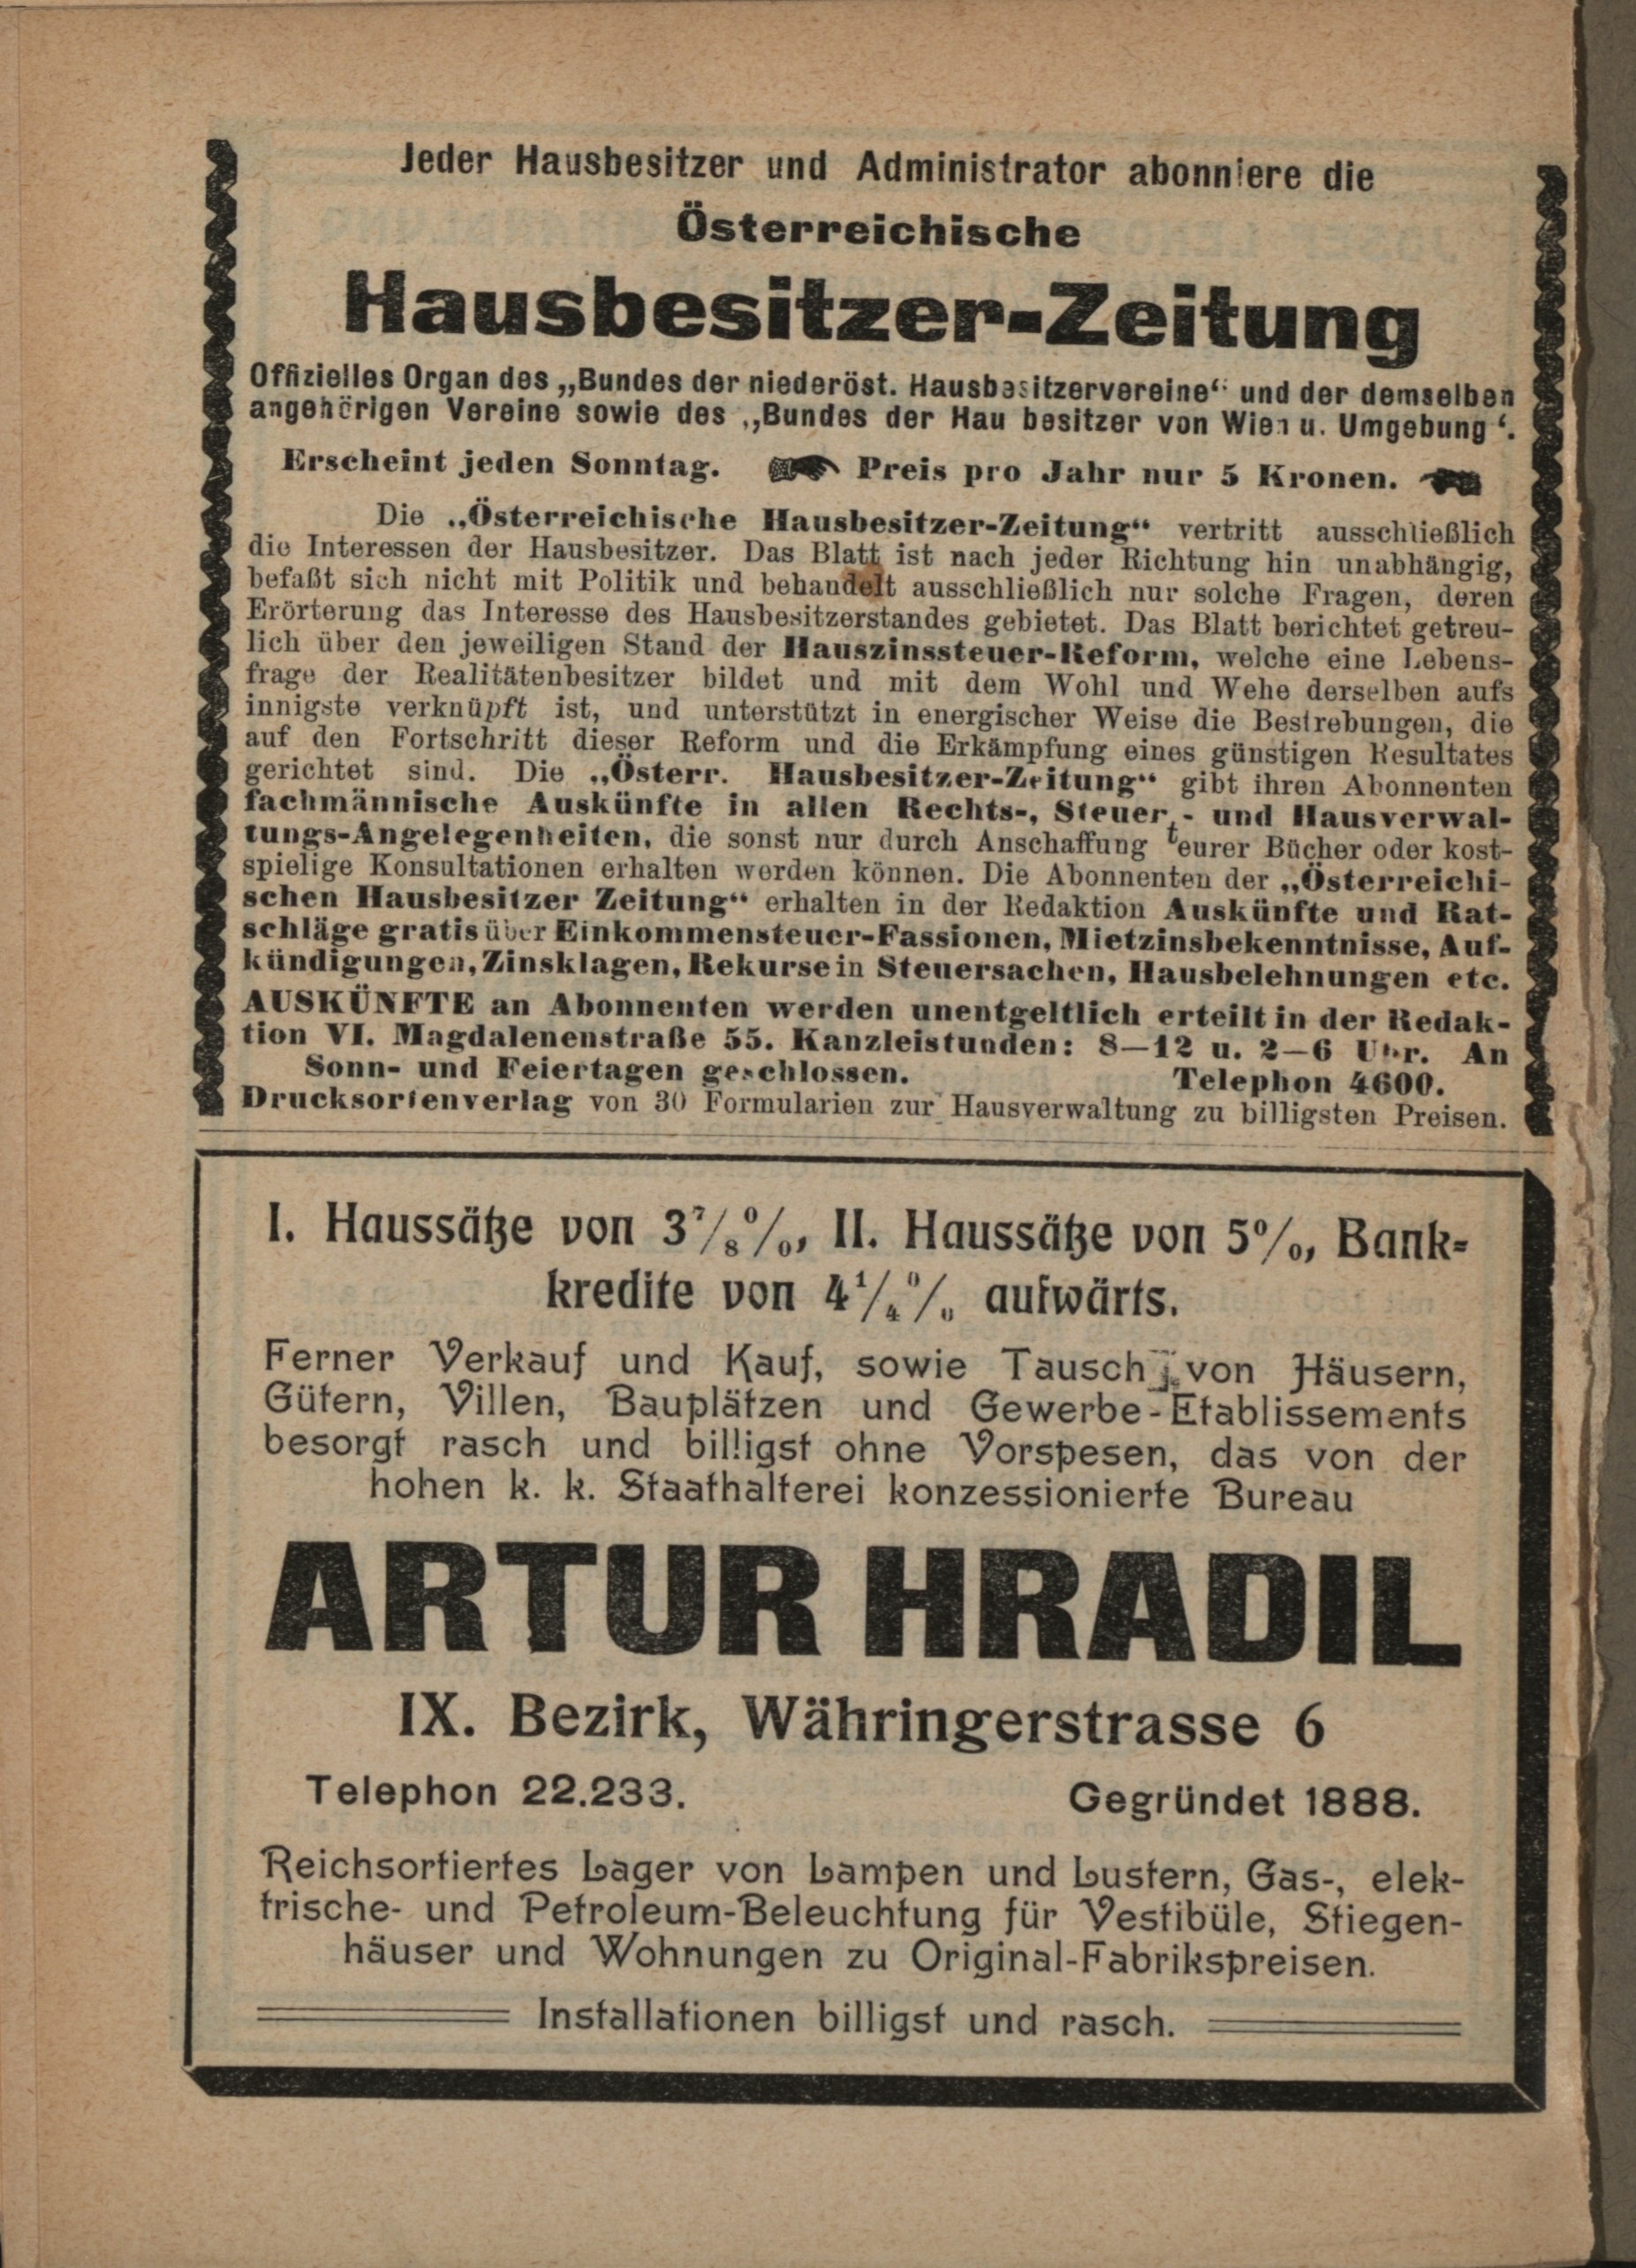 Jeder Hausbesitzer und Administrator abonniere die
Österreichische
Hausbesitzer-Zeitung
Offizielles Organ des „Bundes der niederöst. Hausbesitzervereine“ und der demselben
angehörigen Vereine sowie des „Bundes der Hau besitzer von Wien u. Umgebung‘.
Erscheint jeden Sonntag. Preis pro Jahr nur 5 Kronen.
Die „Österreichische Hausbesitzer-Zeitung“ vertritt ausschließlich
die Interessen der Hausbesitzer. Das Blatt ist nach jeder Richtung hin unabhängig,
befaßt sich nicht mit Politik und behandelt ausschließlich nur solche Fragen, deren
Erörterung das Interesse des Hausbesitzerstandes gebietet. Das Blatt berichtet getreu-
lich über den jeweiligen Stand der Hauszinssteuer-Reform, welche eine Lebens-
frage der Realitätenbesitzer bildet und mit dem Wohl und Wehe derselben aufs
innigste verknüpft ist, und unterstützt in energischer Weise die Bestrebungen, die
auf den Fortschritt dieser Reform und die Erkämpfung eines günstigen Resultates
gerichtet sind. Die „Österr. Hausbesitzer-Zeitung“ gibt ihren Abonnenten
fachmännische Auskünfte in allen Rechts-, Steuer- und Hausverwal-
tungs-Angelegenheiten, die sonst nur durch Anschaffung teurer Bücher oder kost-
spielige Konsultationen erhalten werden können. Die Abonnenten der „Österreichi-
schen Hausbesitzer Zeitung“ erhalten in der Redaktion Auskünfte und Rat-
schläge gratis über Einkommensteuer-Fassionen, Mietzinsbekenntnisse, Auf-
kündigungen, Zinsklagen, Rekurse in Steuersachen, Hausbelehnungen etc.
AUSKÜNFTE an Abonnenten werden unentgeltlich erteilt in der Redak-
tion VI. Magdalenenstraße 55. Kanzleistunden: 8—12 u. 2—6 Uhr. An
Sonn- und Feiertagen geschlossen. Telephon 4600.
Drucksortenverlag von 30 Formularien zur Hausverwaltung zu billigsten Preisen.
I. Haussätze von 3⁷/₈%, II. Haussätze von 5%, Bank-
kredite von 4¹/₄% aufwärts.
Ferner Verkauf und Kauf, sowie Tausch von Häusern,
Gütern, Villen, Bauplätzen und Gewerbe-Etablissements
besorgt rasch und billigst ohne Vorspesen, das von der
hohen k. k. Staathalterei konzessionierte Bureau
ARTUR HRADIL
IX. Bezirk, Währingerstrasse 6
Telephon 22.233. Gegründet 1888.
Reichsortiertes Lager von Lampen und Lustern, Gas-, elek-
trische- und Petroleum-Beleuchtung für Vestibüle, Stiegen-
häuser und Wohnungen zu Original-Fabrikspreisen.
Installationen billigst und rasch.